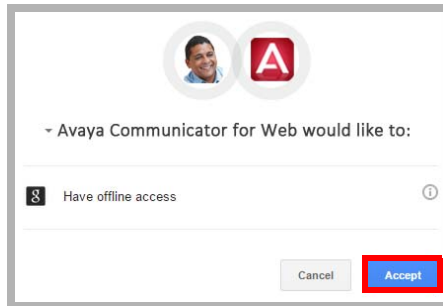 Avaya Communicator for Web would like to:
Have offline access
Cancel
Accept